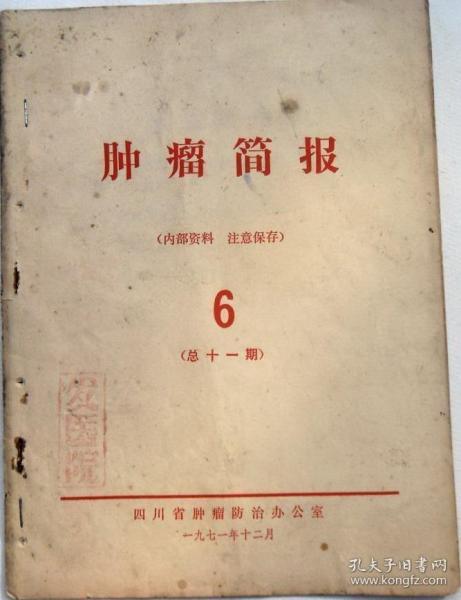 肿瘤简报
（内部资料 注意保存）
6
（总十一期）
医院
四川省肿瘤防治办公室
一九七一年十二月
孔夫子旧书网
kongfz.com